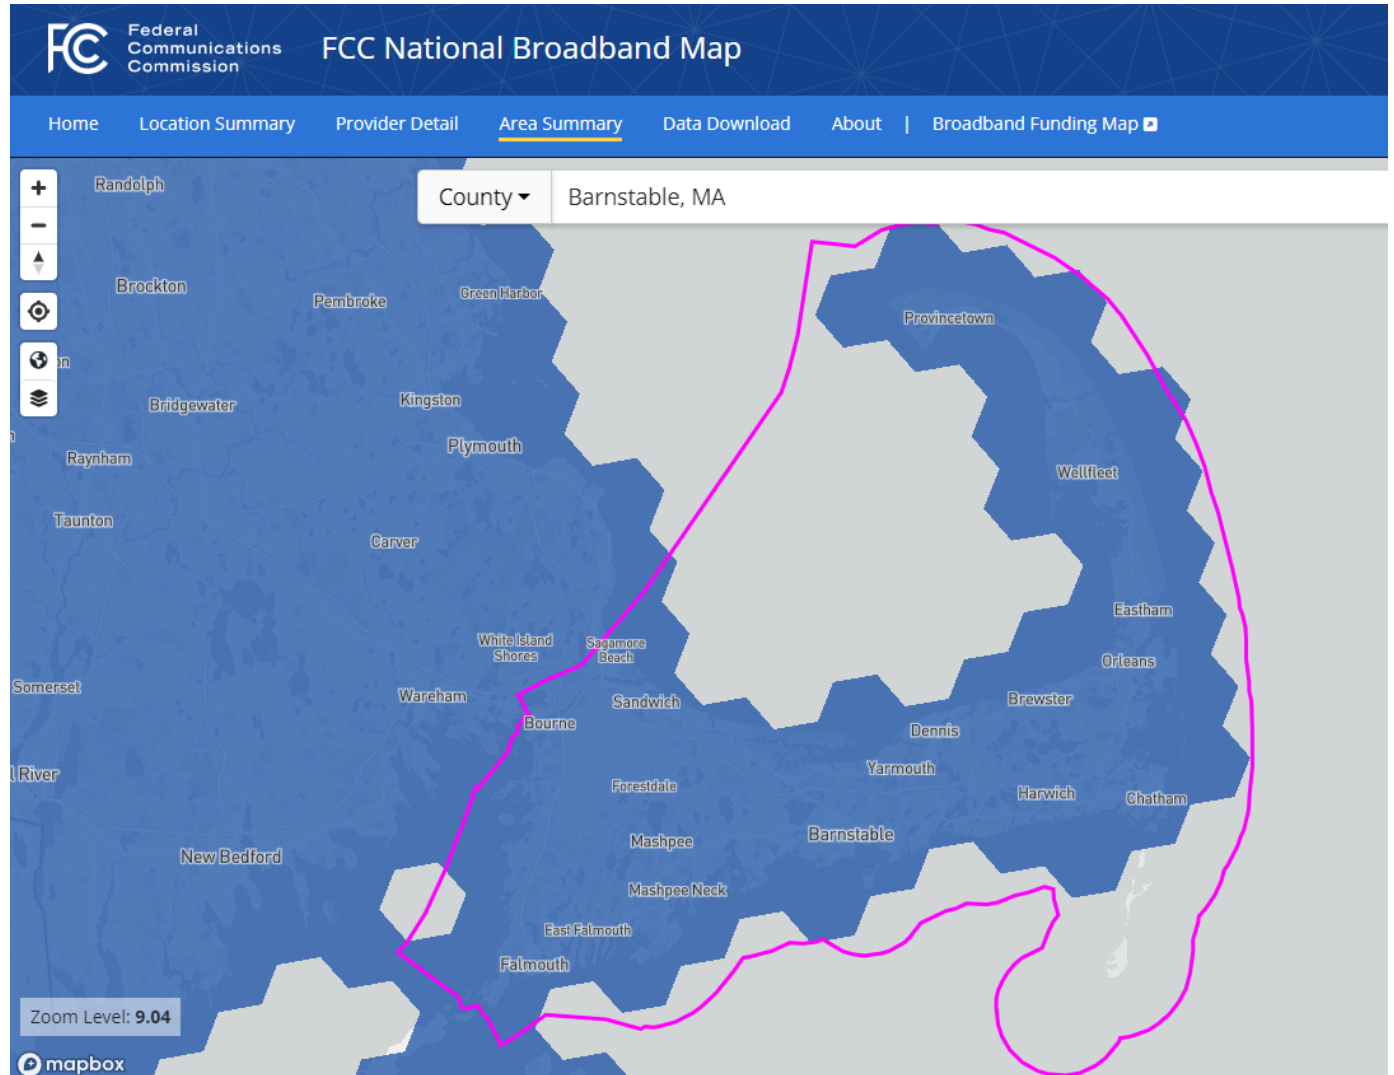 FCC
Federal
Communications
Commission
FCC National Broadband Map
Home Location Summary Provider Detail Area Summary Data Download About | Broadband Funding Map
County Barnstable, MA
Randolph
Brockton
Pembroke
Green Harbor
Provincetown
on
Bridgewater
Kingston
Plymouth
Raynham
Wellfleet
Taunton
Carver
Eastham
White Island
Shores
Sagamore
Beach
Orleans
Somerset
Wareham
Sandwich
Brewster
Bourne
Dennis
l River
Yarmouth
Forestdale
Harwich
Chatham
Barnstable
Mashpee
New Bedford
Mashpee Neck
East Falmouth
Falmouth
Zoom Level: 9.04
mapbox